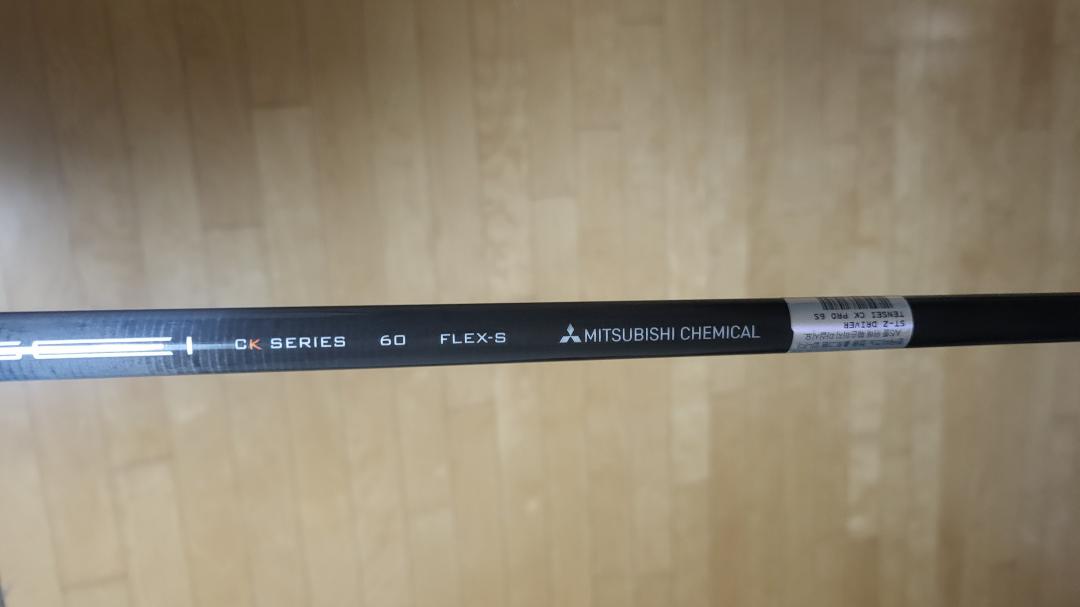 CK SERIES 60 FLEX-S MITSUBISHI CHEMICAL
ST-Z DRIVER
TENSEI CK PRO 65